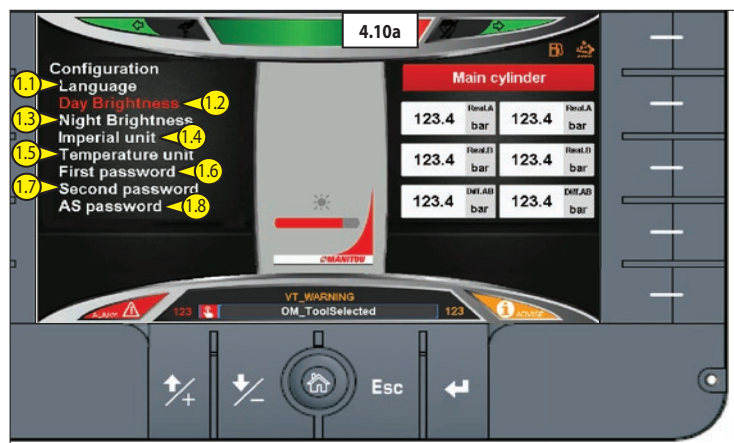 4.10a
Configuration
1.1 Language
Day Brightness 1.2
1.3 Night Brightness
Imperial unit 1.4
1.5 Temperature unit
First password 1.6
1.7 Second password
AS password 1.8
MANITOU
Main cylinder
123.4 Real.A bar 123.4 Real.A bar
123.4 Real.B bar 123.4 Real.B bar
123.4 Diff.AB bar 123.4 Diff.AB bar
VT_WARNING
ALARM 123 OM_ToolSelected 123 ADVISE
+ - Esc